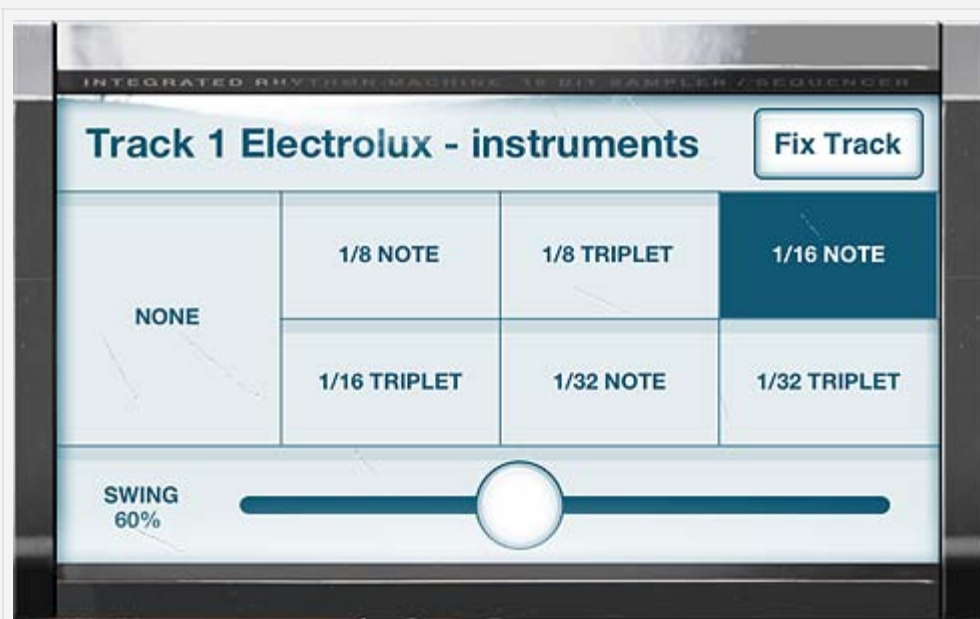 INTEGRATED RHYTHMN MACHINE 16 BIT SAMPLER / SEQUENCER
Track 1 Electrolux - instruments
Fix Track
NONE
1/8 NOTE
1/8 TRIPLET
1/16 NOTE
1/16 TRIPLET
1/32 NOTE
1/32 TRIPLET
SWING
60%